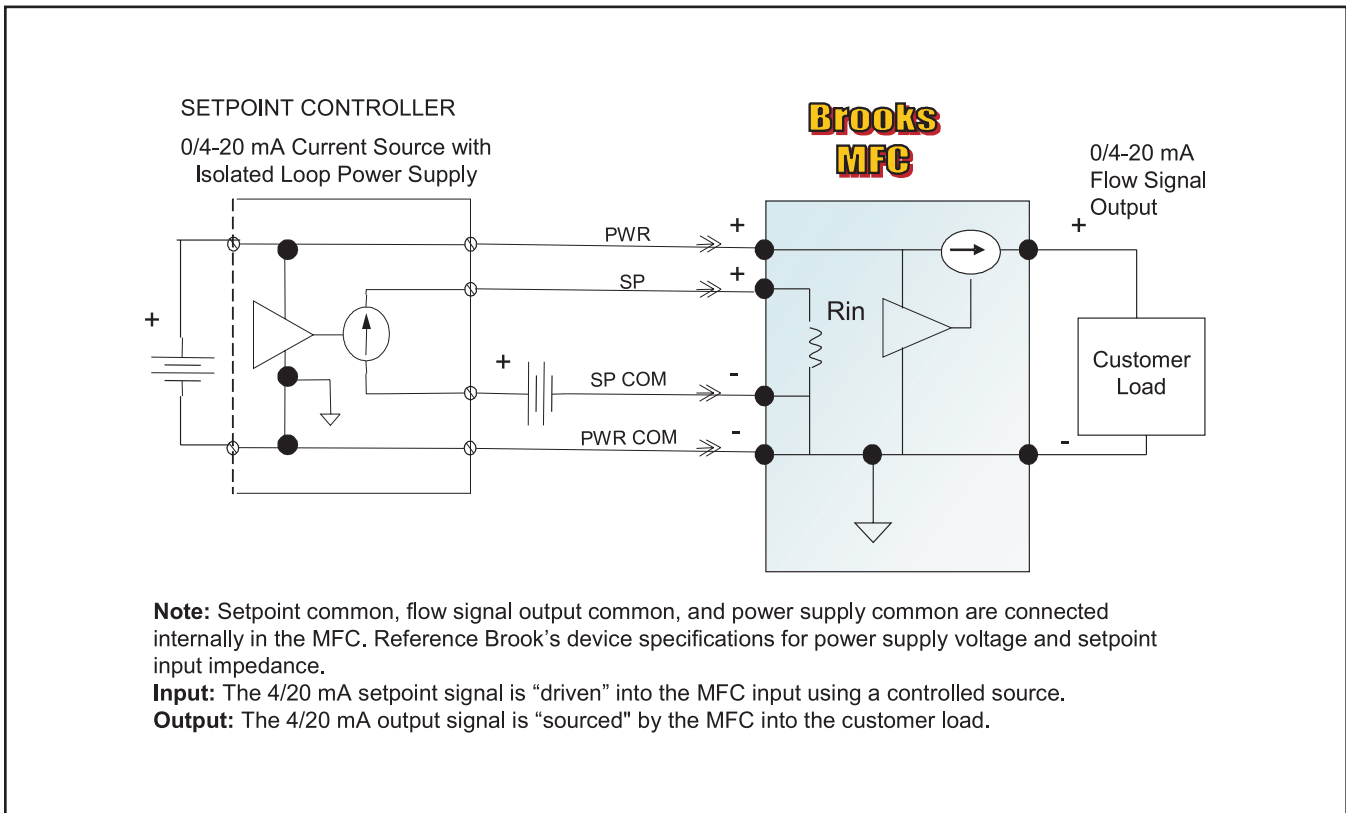 SETPOINT CONTROLLER
0/4-20 mA Current Source with
Isolated Loop Power Supply
Brooks
MFC
0/4-20 mA
Flow Signal
Output
PWR
+
+
SP
+
Rin
+
+
SP COM
-
Customer
Load
PWR COM
-
-
Note: Setpoint common, flow signal output common, and power supply common are connected
internally in the MFC. Reference Brook's device specifications for power supply voltage and setpoint
input impedance.
Input: The 4/20 mA setpoint signal is “driven” into the MFC input using a controlled source.
Output: The 4/20 mA output signal is “sourced" by the MFC into the customer load.